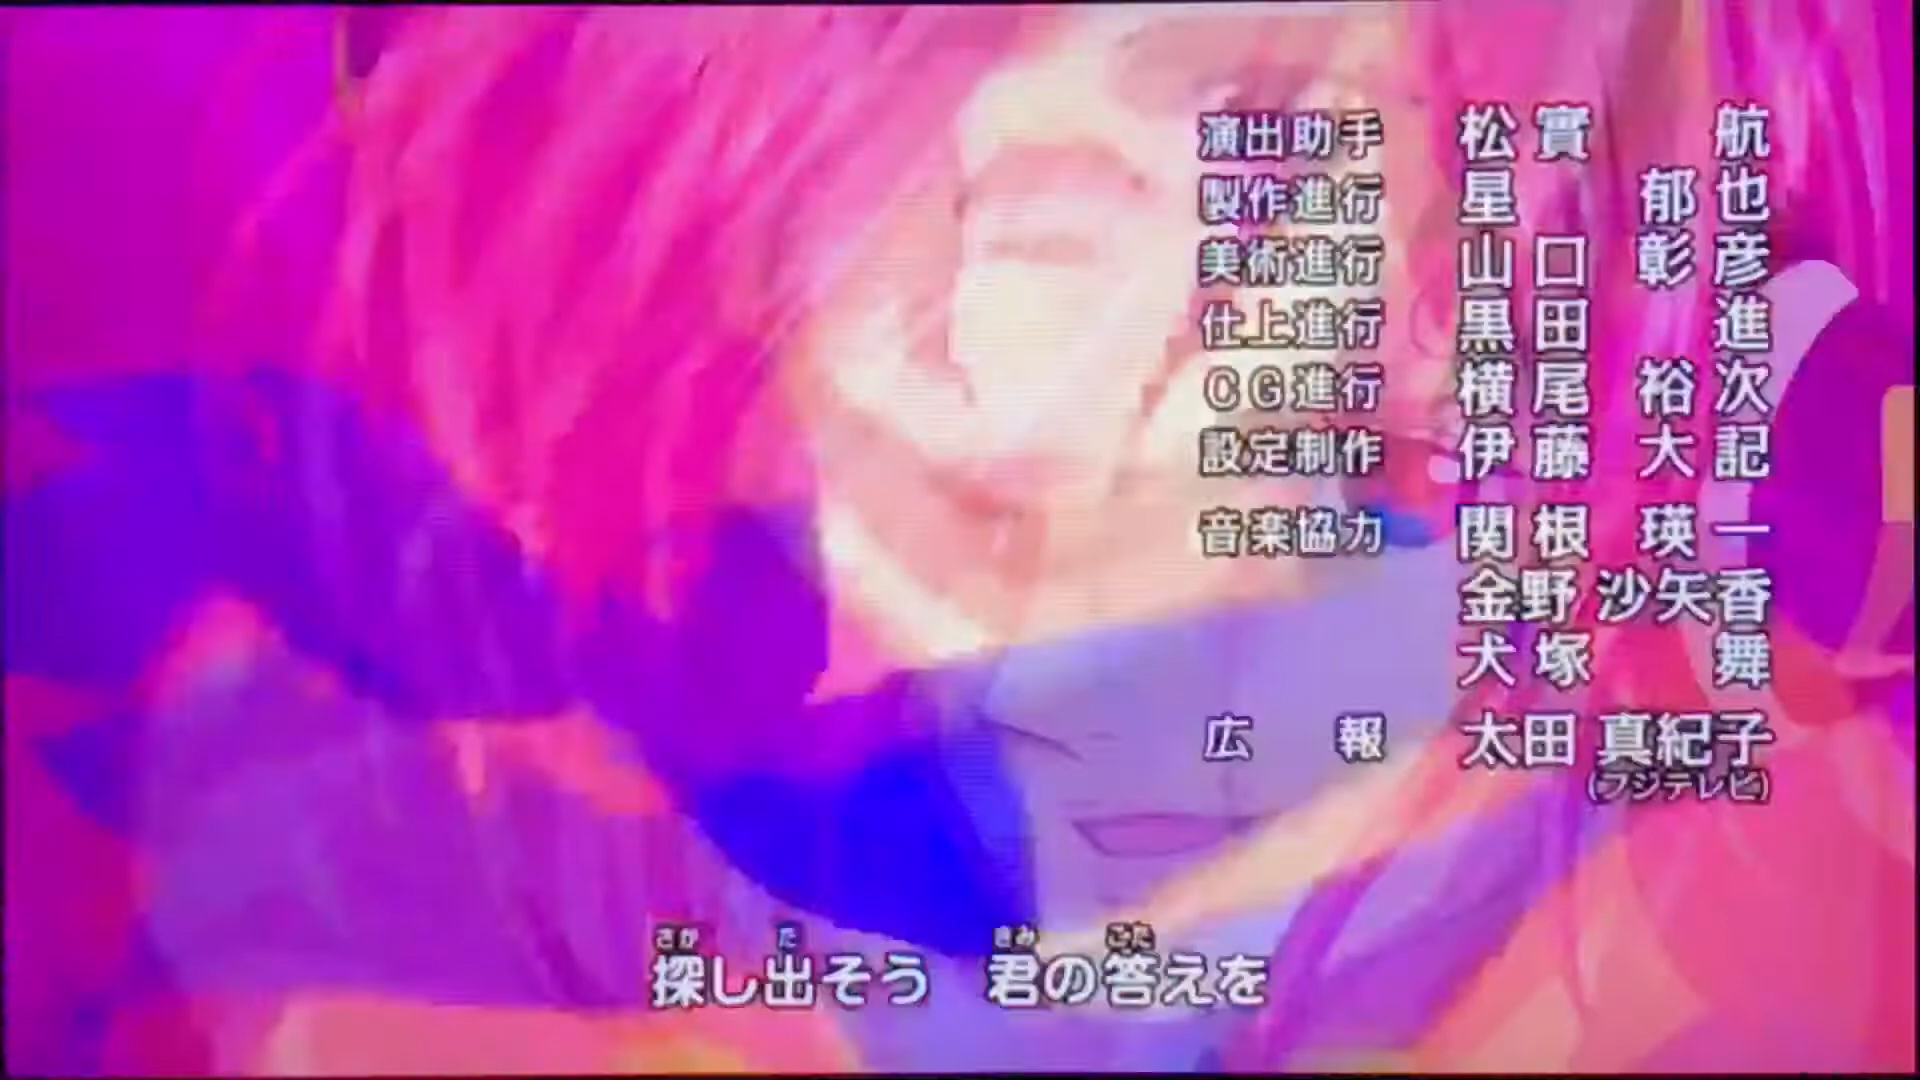 演出助手 松實 航
製作進行 星 郁也
美術進行 山口 彰彦
仕上進行 黒田 進
CG進行 横尾 裕次
設定制作 伊藤 大記
音楽協力 関根 瑛一
金野 沙矢香
犬塚 舞
広報 太田 真紀子
(フジテレビ)
さが だ きみ こた
探し出そう 君の答えを